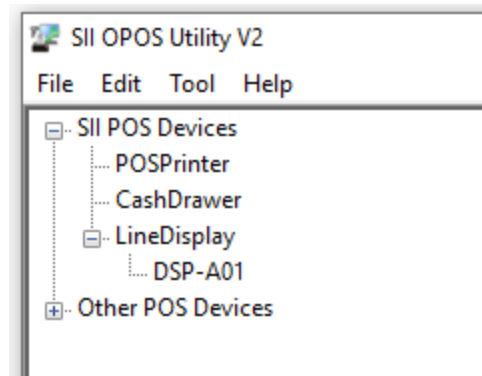 SII OPOS Utility V2
File Edit Tool Help
SII POS Devices
POSPrinter
CashDrawer
LineDisplay
DSP-A01
Other POS Devices